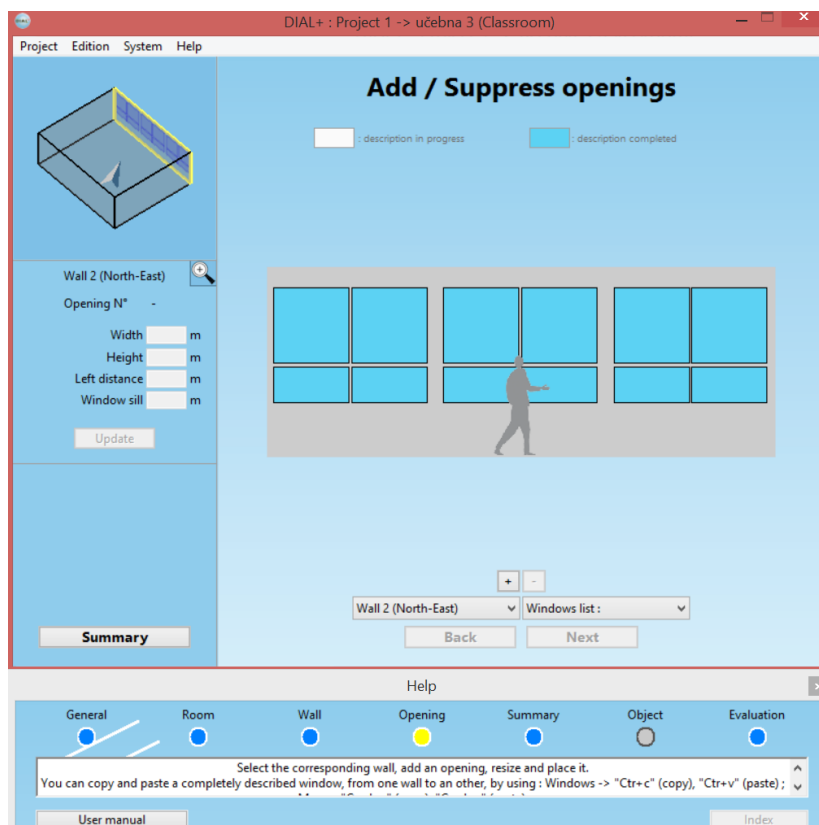 DIAL+ : Project 1 -> učebna 3 (Classroom)
Project Edition System Help
Add / Suppress openings
: description in progress : description completed
Wall 2 (North-East)
Opening N° -
Width m
Height m
Left distance m
Window sill m
Update
+ -
Wall 2 (North-East) Windows list :
Back Next
Summary
Help
General Room Wall Opening Summary Object Evaluation
Select the corresponding wall, add an opening, resize and place it.
You can copy and paste a completely described window, from one wall to an other, by using : Windows -> "Ctr+c" (copy), "Ctr+v" (paste) ;
User manual Index